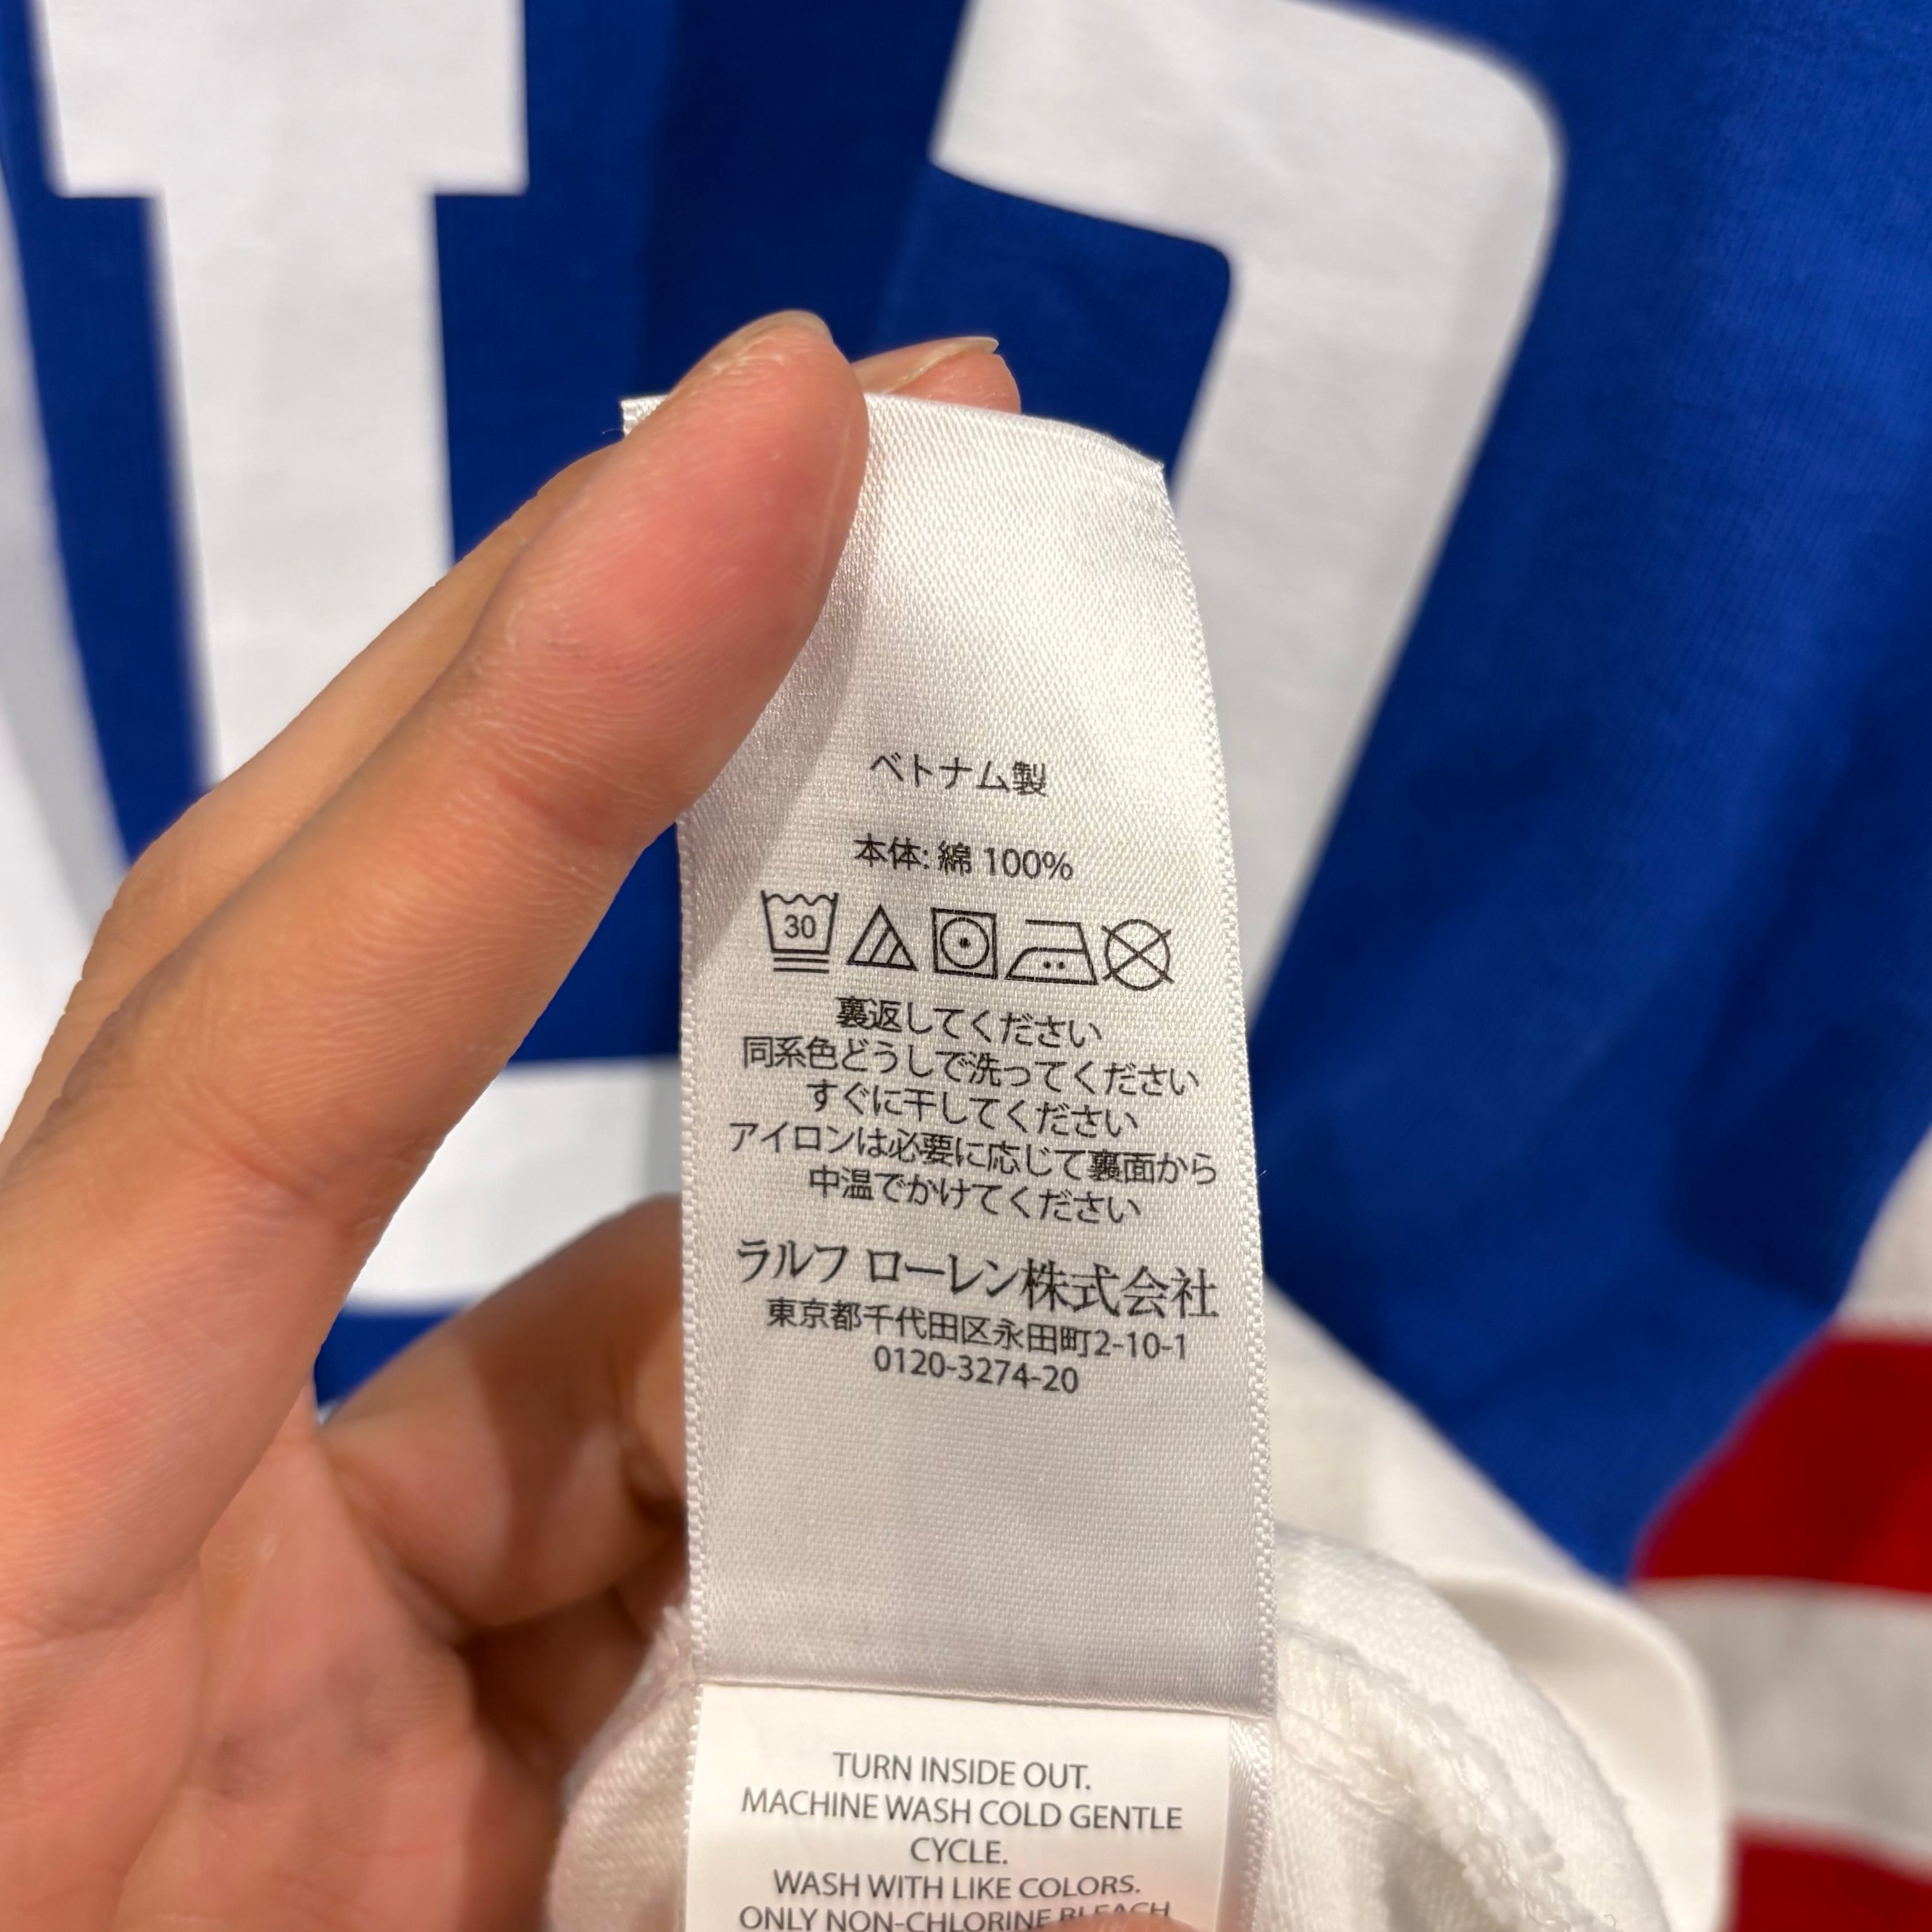 ベトナム製
本体: 綿 100%
30
裏返してください
同系色どうしで洗ってください
すぐに干してください
アイロンは必要に応じて裏面から
中温でかけてください
ラルフ ローレン株式会社
東京都千代田区永田町2-10-1
0120-3274-20
TURN INSIDE OUT.
MACHINE WASH COLD GENTLE
CYCLE.
WASH WITH LIKE COLORS.
ONLY NON-CHLORINE BLEACH